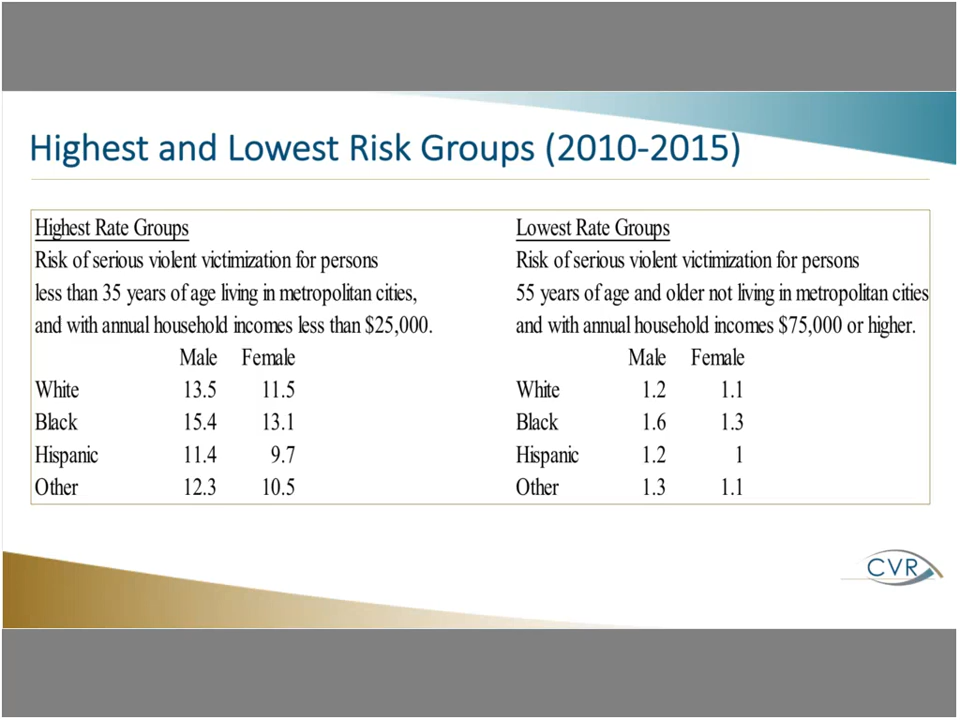 Highest and Lowest Risk Groups (2010-2015)
Highest Rate Groups
Risk of serious violent victimization for persons
less than 35 years of age living in metropolitan cities,
and with annual household incomes less than $25,000.
Male Female
White 13.5 11.5
Black 15.4 13.1
Hispanic 11.4 9.7
Other 12.3 10.5
Lowest Rate Groups
Risk of serious violent victimization for persons
55 years of age and older not living in metropolitan cities
and with annual household incomes $75,000 or higher.
Male Female
White 1.2 1.1
Black 1.6 1.3
Hispanic 1.2 1
Other 1.3 1.1
CVR